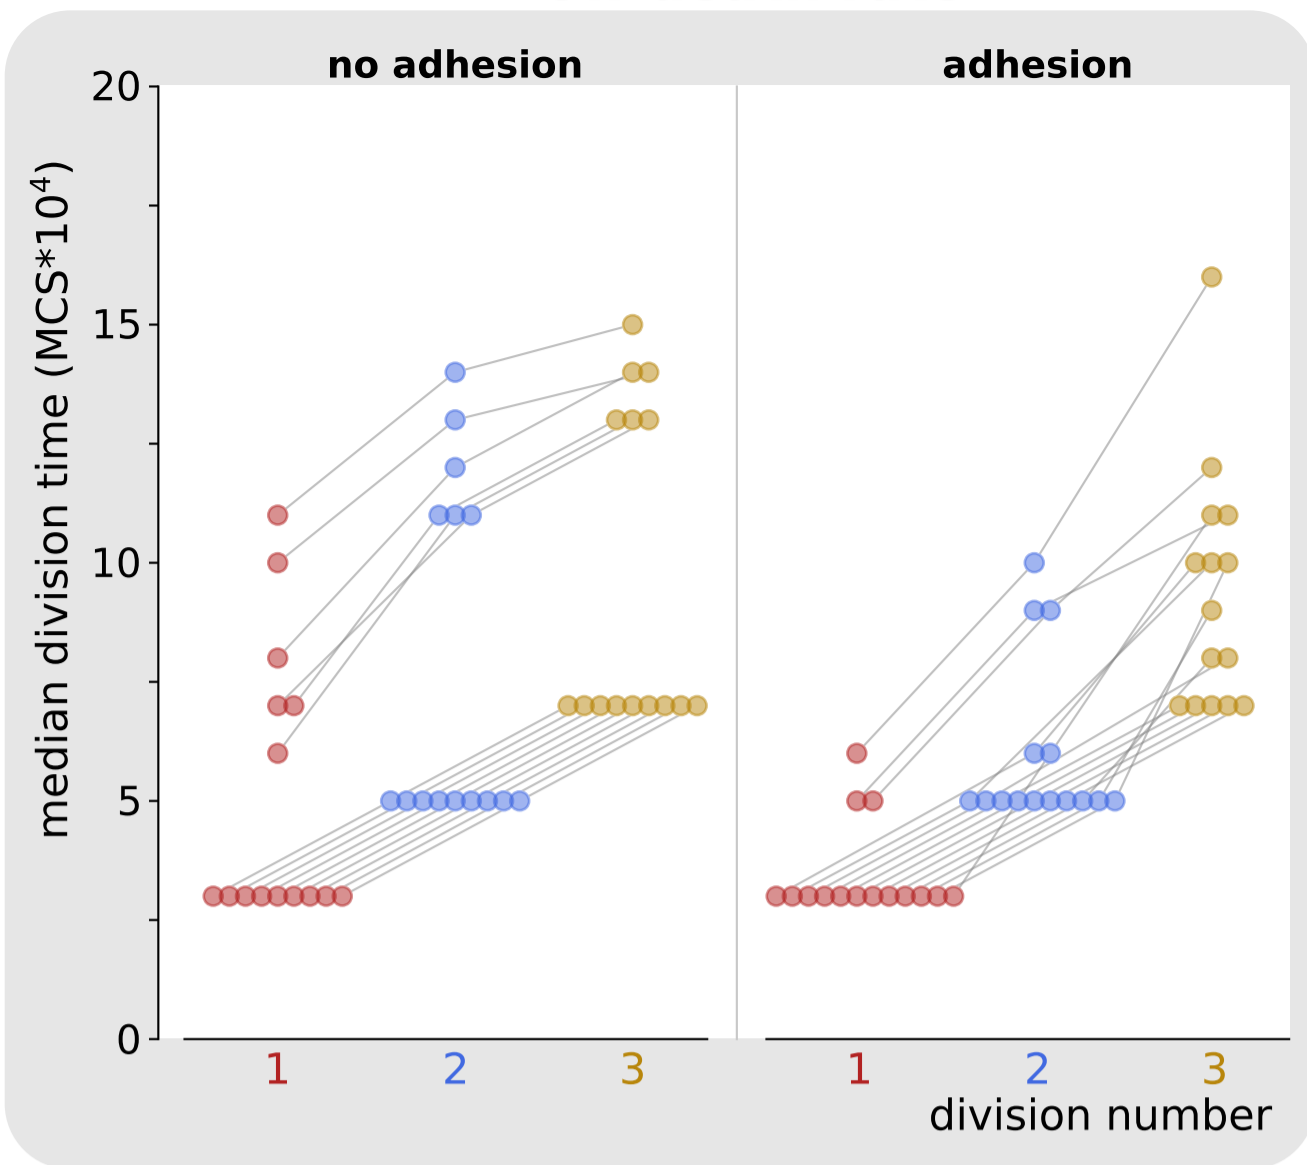 no adhesion
adhesion
median division time (MCS*10⁴)
20
15
10
5
0
1 2 3
1 2 3
division number